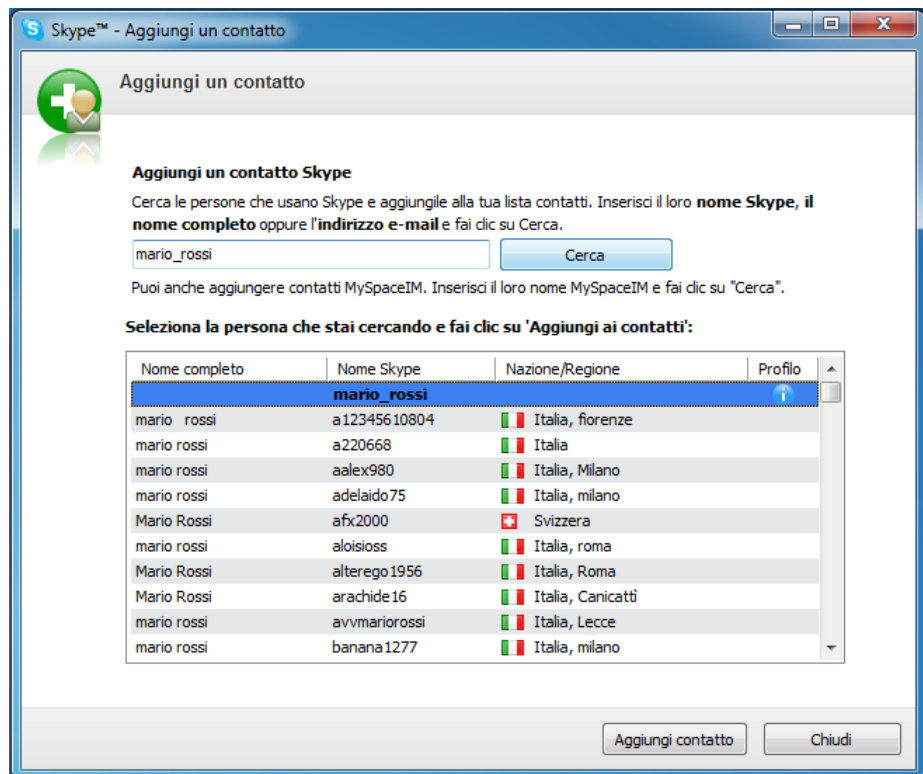 Skype™ - Aggiungi un contatto
Aggiungi un contatto
Aggiungi un contatto Skype
Cerca le persone che usano Skype e aggiungile alla tua lista contatti. Inserisci il loro nome Skype, il
nome completo oppure l'indirizzo e-mail e fai clic su Cerca.
mario_rossi Cerca
Puoi anche aggiungere contatti MySpaceIM. Inserisci il loro nome MySpaceIM e fai clic su "Cerca".
Seleziona la persona che stai cercando e fai clic su 'Aggiungi ai contatti':
Nome completo Nome Skype Nazione/Regione Profilo
mario_rossi
mario rossi a12345610804 Italia, fiorenze
mario rossi a220668 Italia
mario rossi aalex980 Italia, Milano
mario rossi adelaido75 Italia, milano
Mario Rossi afx2000 Svizzera
mario rossi aloisioss Italia, roma
Mario Rossi alterego1956 Italia, Roma
Mario Rossi arachide16 Italia, Canicattì
mario rossi avvmariorossi Italia, Lecce
mario rossi banana1277 Italia, milano
Aggiungi contatto Chiudi